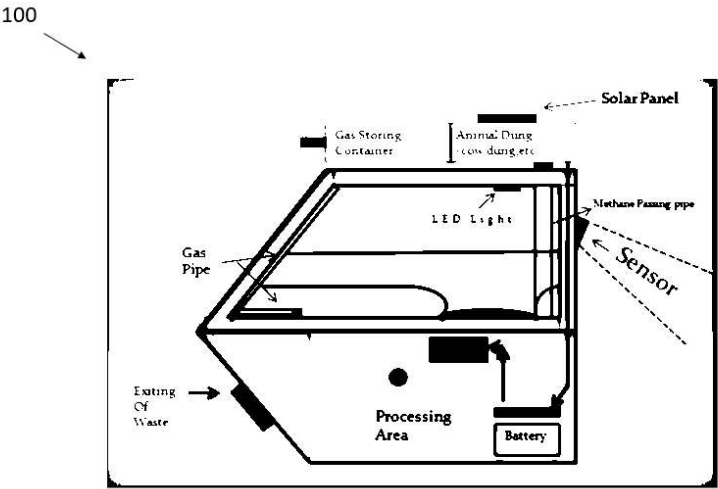 100
Solar Panel
Gas Storing
Container
Animal Dung
cow dung,etc
LED Light
Methane Passing pipe
Sensor
Gas
Pipe
Exiting
Of
Waste
Processing
Area
Battery